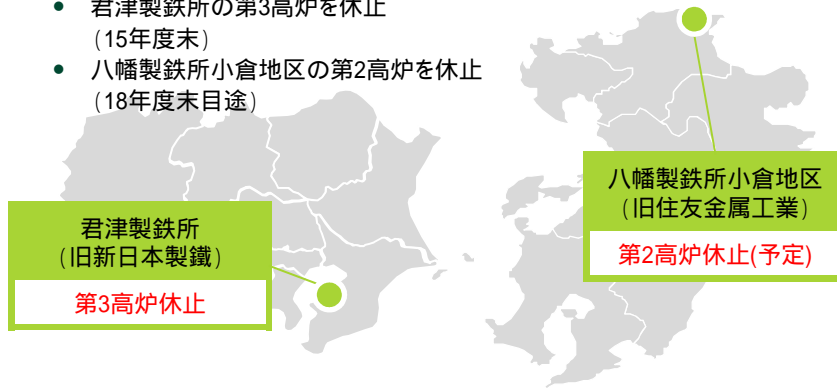 • 君津製鉄所の第3高炉を休止
(15年度末)
• 八幡製鉄所小倉地区の第2高炉を休止
(18年度末目途)
八幡製鉄所小倉地区
(旧住友金属工業)
第2高炉休止(予定)
君津製鉄所
(旧新日本製鐵)
第3高炉休止